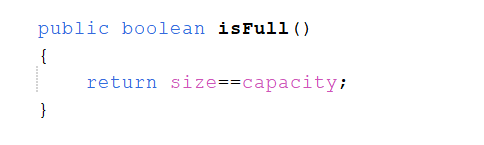 public boolean isFull()
{
    return size==capacity;
}